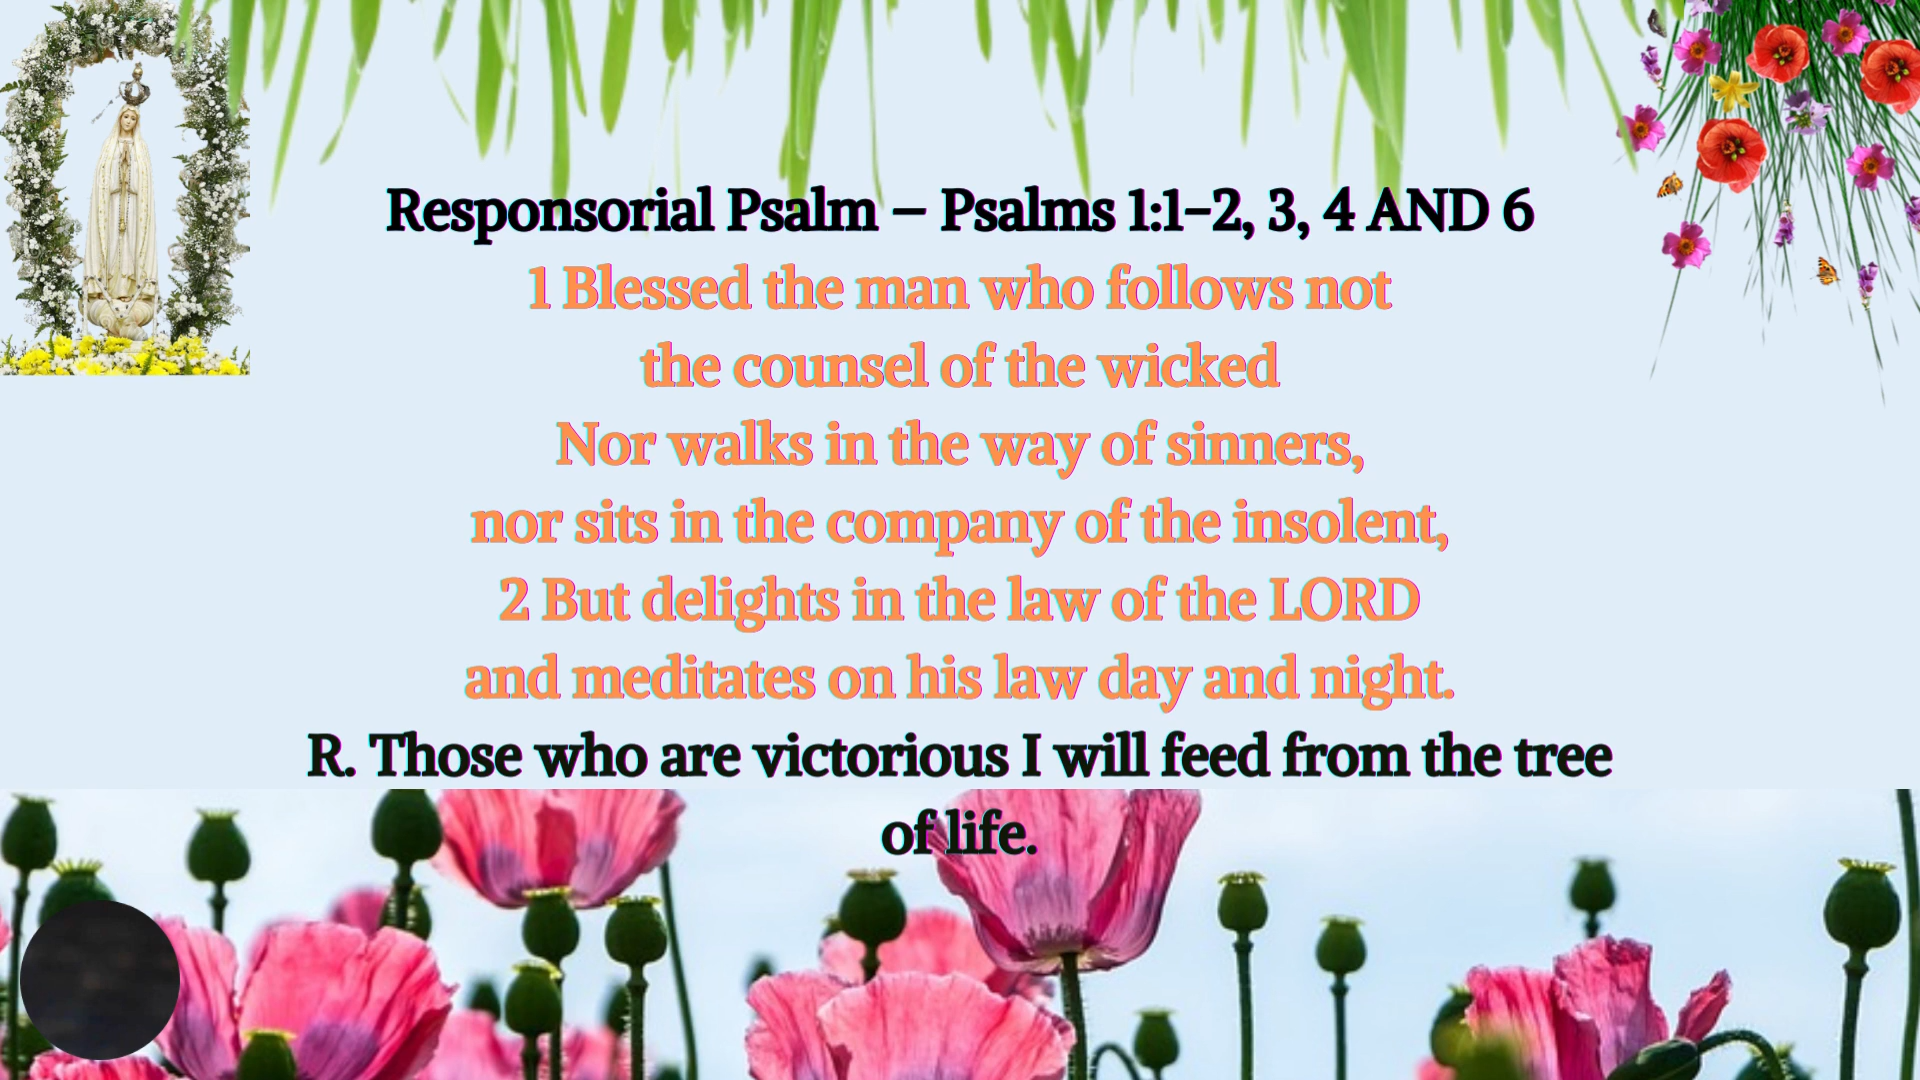 Responsorial Psalm – Psalms 1:1–2, 3, 4 AND 6
1 Blessed the man who follows not
the counsel of the wicked
Nor walks in the way of sinners,
nor sits in the company of the insolent,
2 But delights in the law of the LORD
and meditates on his law day and night.
R. Those who are victorious I will feed from the tree
of life.